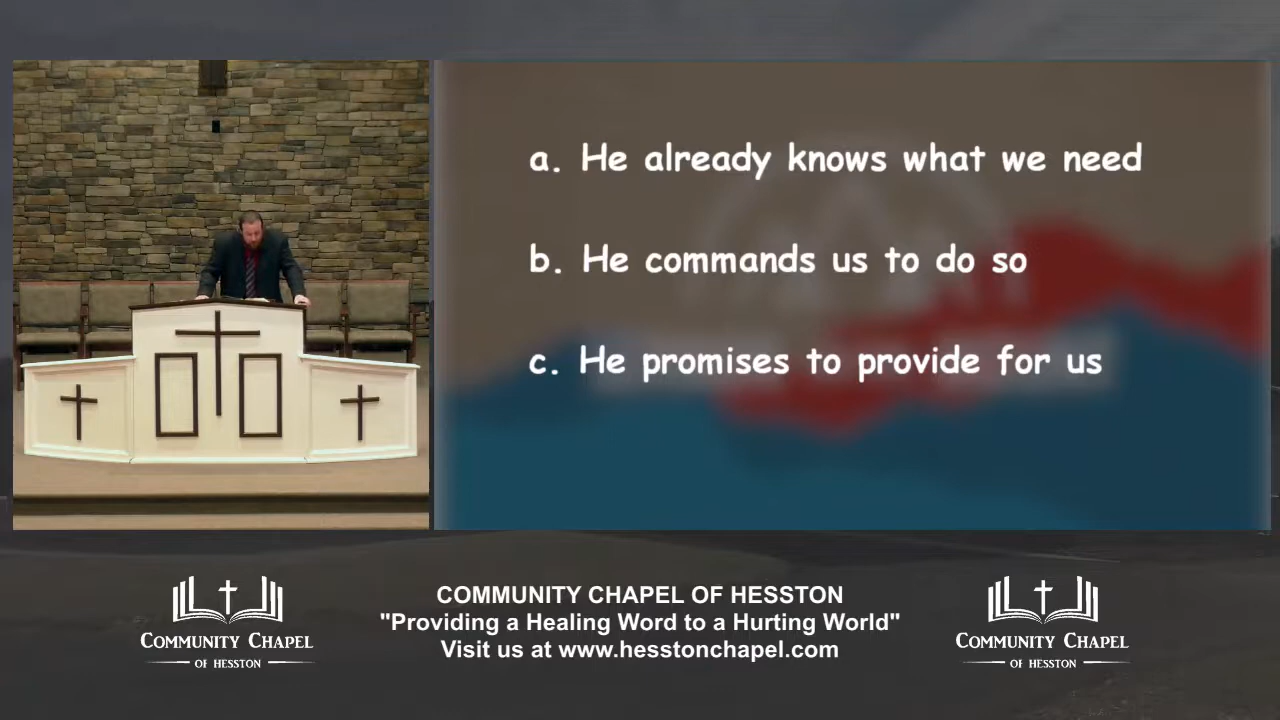 a. He already knows what we need
b. He commands us to do so
c. He promises to provide for us
COMMUNITY CHAPEL
OF HESSTON
COMMUNITY CHAPEL OF HESSTON
"Providing a Healing Word to a Hurting World"
Visit us at www.hesstonchapel.com
COMMUNITY CHAPEL
OF HESSTON